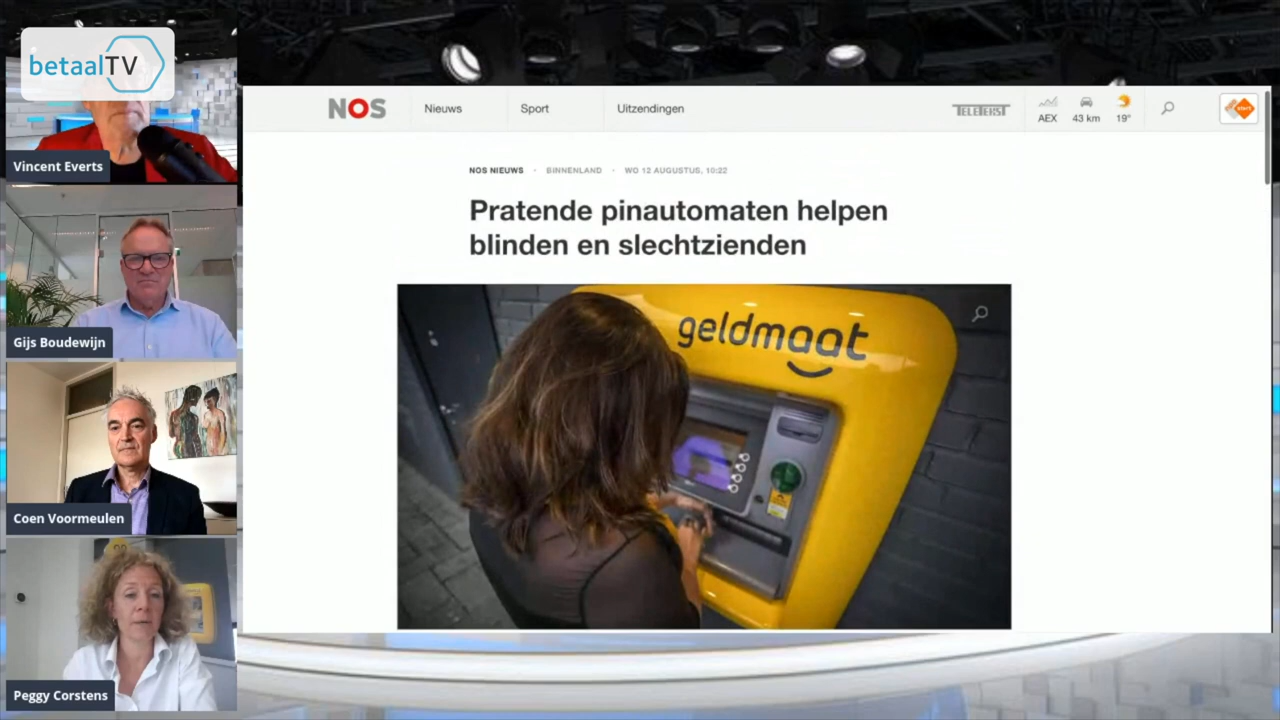 betaalTV
Vincent Everts
Gijs Boudewijn
Coen Voormeulen
Peggy Corstens
NOS Nieuws Sport Uitzendingen TELETEKST AEX 43 km 19° start
NOS NIEUWS · BINNENLAND · WO 12 AUGUSTUS, 10:22
Pratende pinautomaten helpen
blinden en slechtzienden
geldmaat